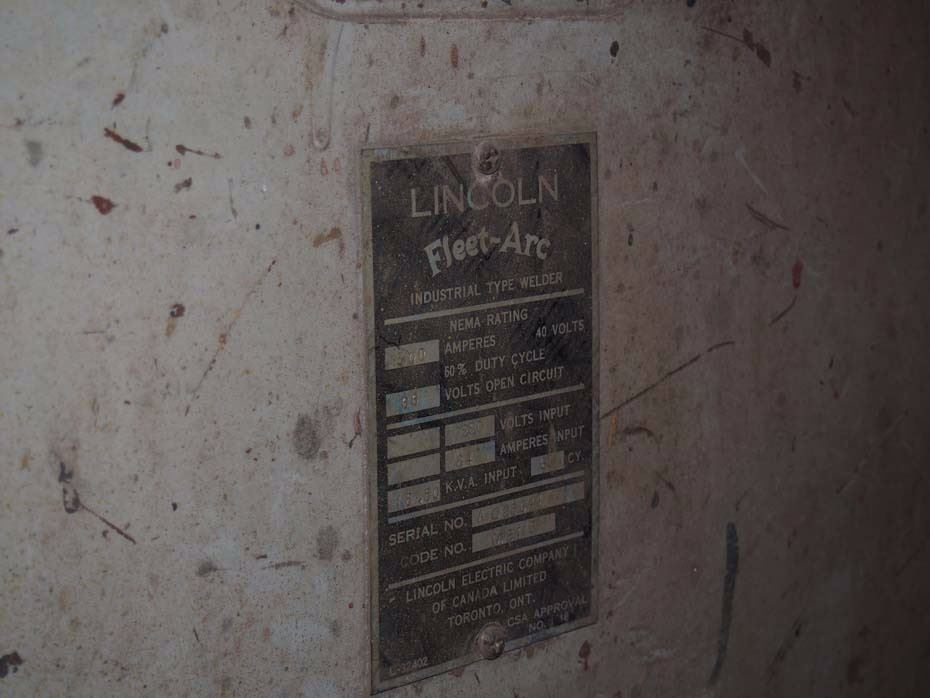 LINCOLN
Fleet-Arc
INDUSTRIAL TYPE WELDER
NEMA RATING
AMPERES 40 VOLTS
60% DUTY CYCLE
VOLTS OPEN CIRCUIT
VOLTS INPUT
AMPERES INPUT
K.V.A. INPUT CY.
SERIAL NO.
CODE NO.
LINCOLN ELECTRIC COMPANY
OF CANADA LIMITED
TORONTO, ONT.
CSA APPROVAL
NO.
L-32402